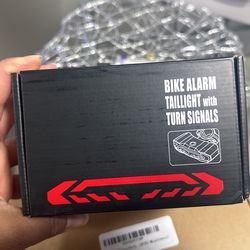 BIKE ALARM
TAILLIGHT with
TURN SIGNALS